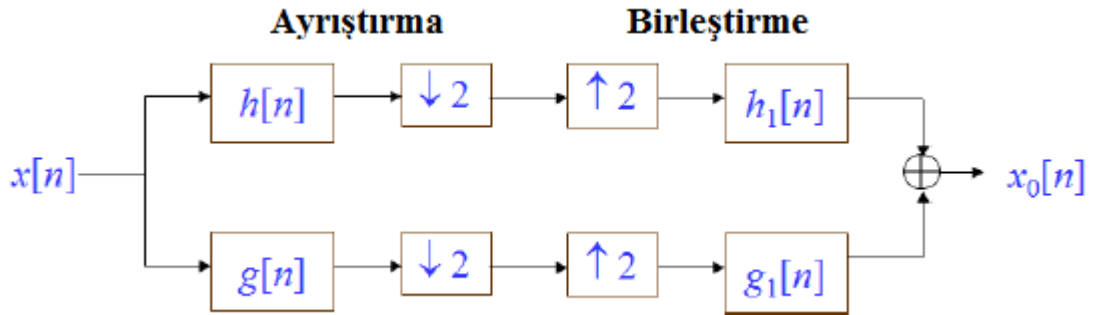 Ayrıştırma Birleştirme
h[n] ↓2 ↑2 h₁[n]
x[n] x₀[n]
g[n] ↓2 ↑2 g₁[n]